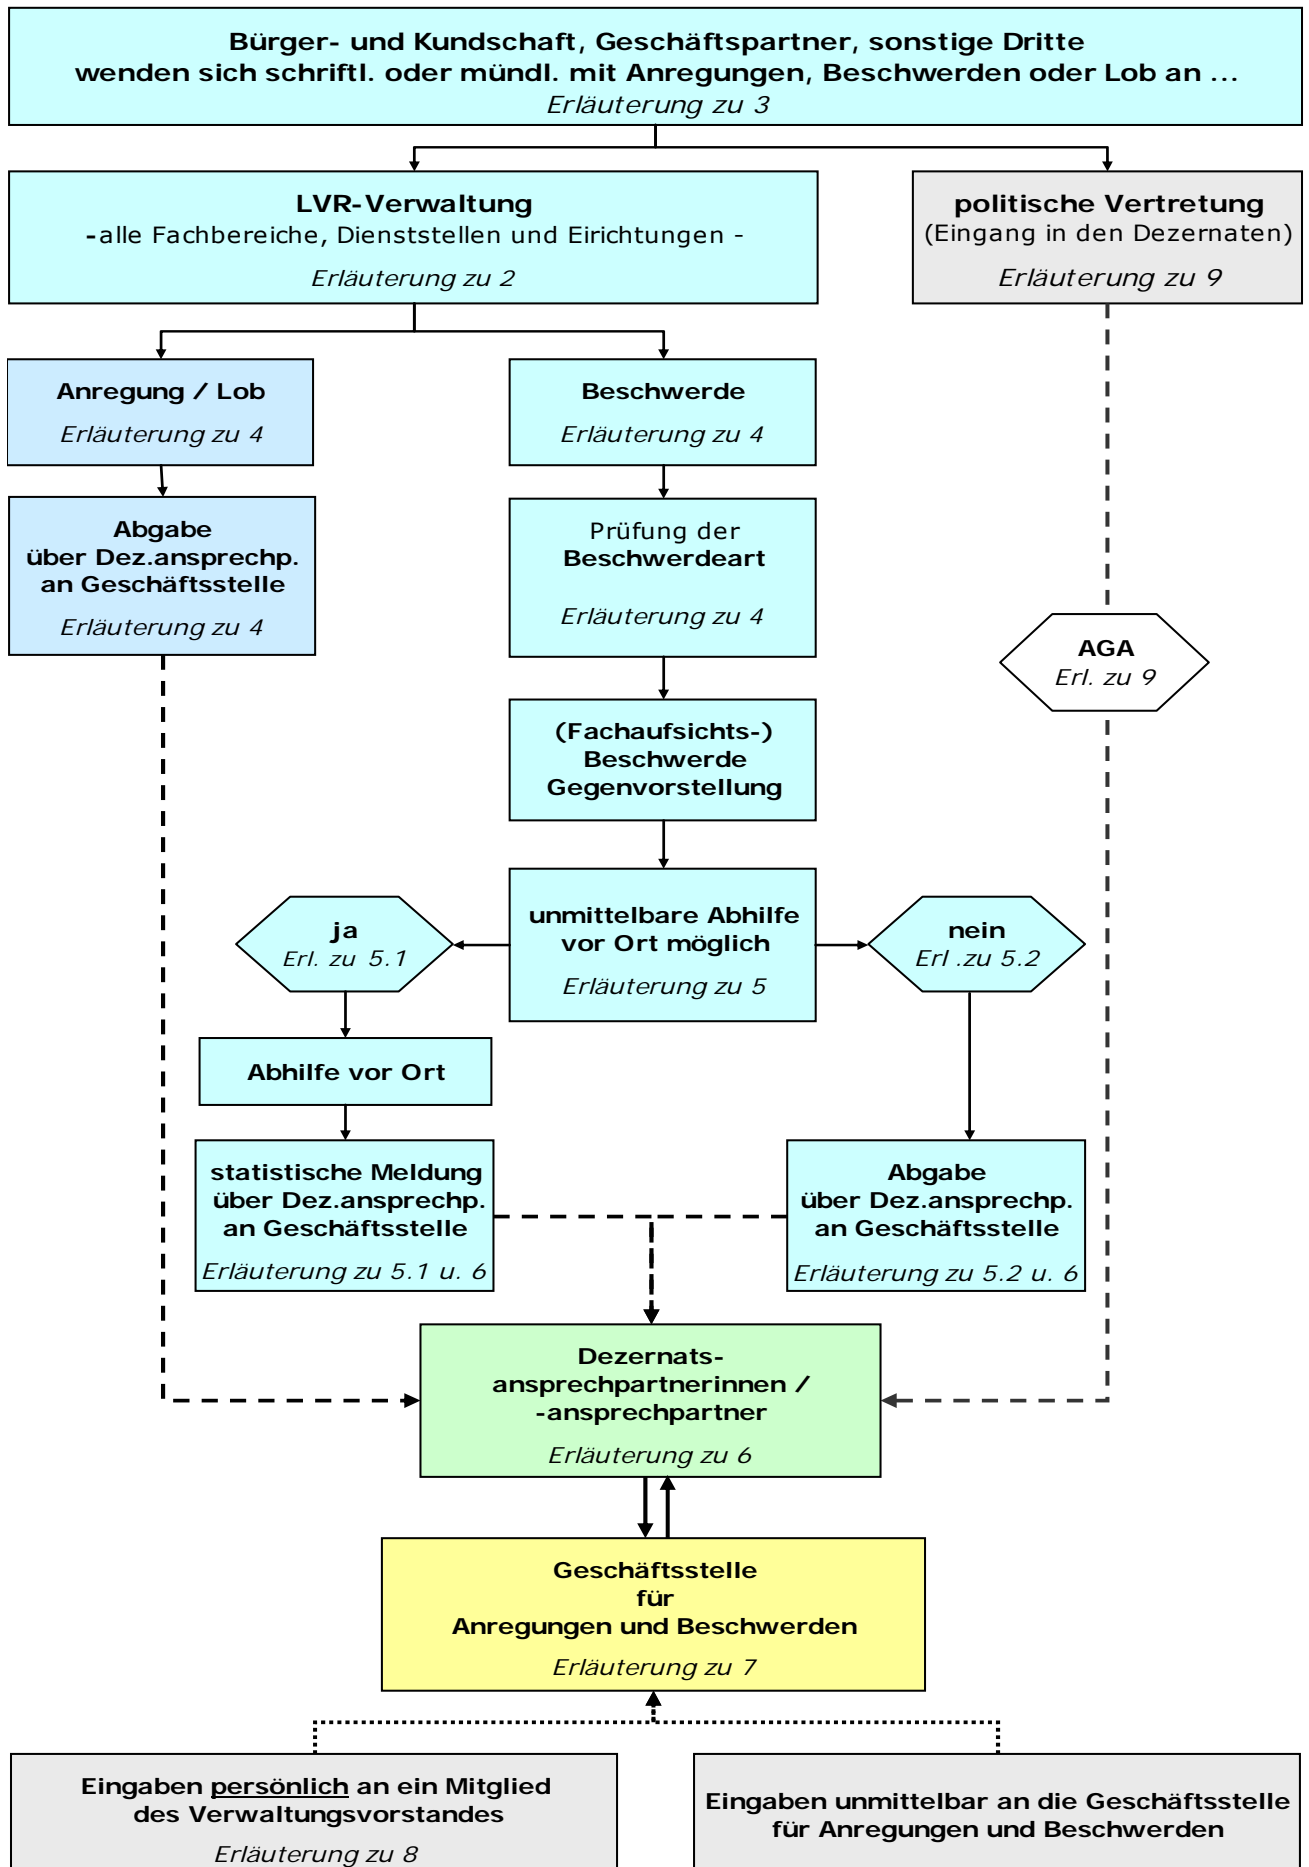 Bürger- und Kundschaft, Geschäftspartner, sonstige Dritte
wenden sich schriftl. oder mündl. mit Anregungen, Beschwerden oder Lob an ...
Erläuterung zu 3
LVR-Verwaltung
-alle Fachbereiche, Dienststellen und Eirichtungen -
Erläuterung zu 2
politische Vertretung
(Eingang in den Dezernaten)
Erläuterung zu 9
Anregung / Lob
Erläuterung zu 4
Beschwerde
Erläuterung zu 4
Abgabe
über Dez.ansprechp.
an Geschäftsstelle
Erläuterung zu 4
Prüfung der
Beschwerdeart
Erläuterung zu 4
AGA
Erl. zu 9
(Fachaufsichts-)
Beschwerde
Gegenvorstellung
unmittelbare Abhilfe
vor Ort möglich
Erläuterung zu 5
ja
Erl. zu 5.1
nein
Erl .zu 5.2
Abhilfe vor Ort
statistische Meldung
über Dez.ansprechp.
an Geschäftsstelle
Erläuterung zu 5.1 u. 6
Abgabe
über Dez.ansprechp.
an Geschäftsstelle
Erläuterung zu 5.2 u. 6
Dezernats-
ansprechpartnerinnen /
-ansprechpartner
Erläuterung zu 6
Geschäftsstelle
für
Anregungen und Beschwerden
Erläuterung zu 7
Eingaben persönlich an ein Mitglied
des Verwaltungsvorstandes
Erläuterung zu 8
Eingaben unmittelbar an die Geschäftsstelle
für Anregungen und Beschwerden